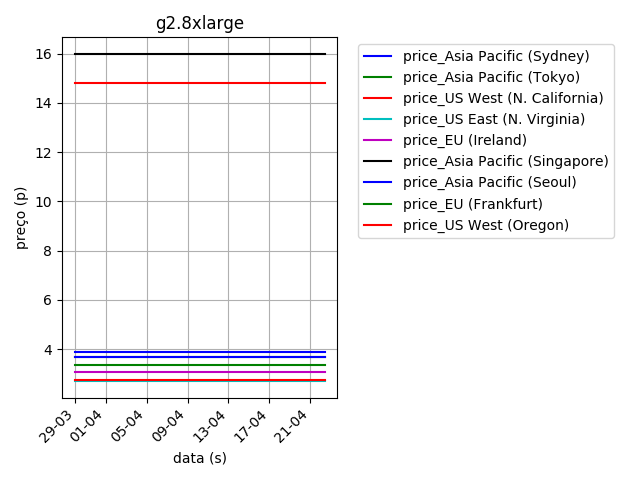 g2.8xlarge
preço (p)
16
14
12
10
8
6
4
29-03
01-04
05-04
09-04
13-04
17-04
21-04
data (s)
price_Asia Pacific (Sydney)
price_Asia Pacific (Tokyo)
price_US West (N. California)
price_US East (N. Virginia)
price_EU (Ireland)
price_Asia Pacific (Singapore)
price_Asia Pacific (Seoul)
price_EU (Frankfurt)
price_US West (Oregon)